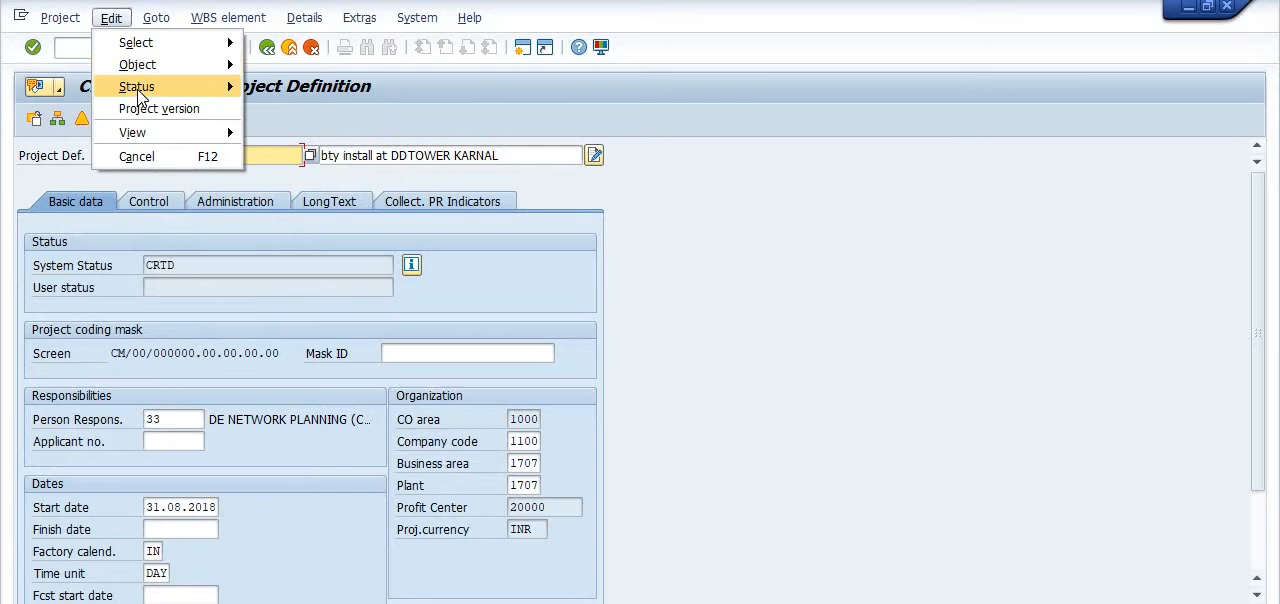 Project Edit Goto WBS element Details Extras System Help
Select
Object
Status
Project version
View
Cancel F12
C oject Definition
Project Def. bty install at DDTOWER KARNAL
Basic data Control Administration LongText Collect. PR Indicators
Status
System Status CRTD
User status
Project coding mask
Screen CM/00/000000.00.00.00.00 Mask ID
Responsibilities
Person Respons. 33 DE NETWORK PLANNING (C...
Applicant no.
Organization
CO area 1000
Company code 1100
Business area 1707
Plant 1707
Profit Center 20000
Proj.currency INR
Dates
Start date 31.08.2018
Finish date
Factory calend. IN
Time unit DAY
Fcst start date